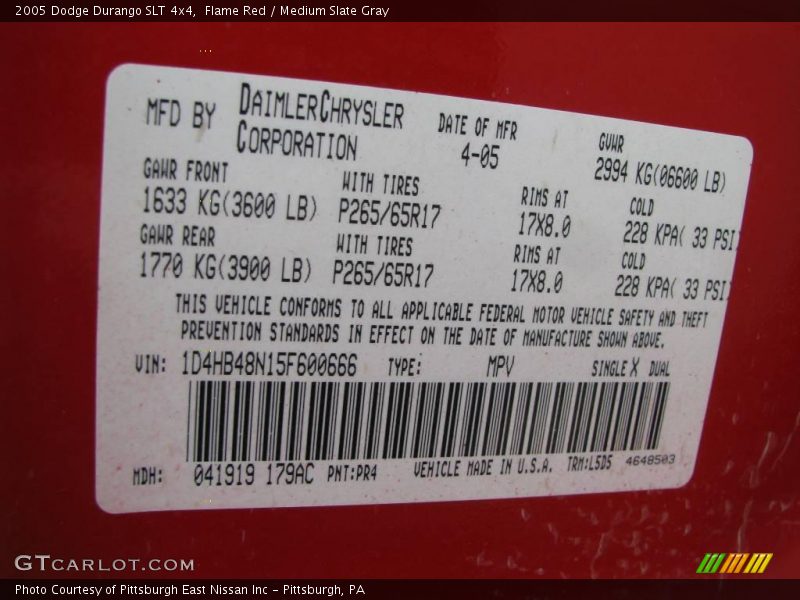 2005 Dodge Durango SLT 4x4,  Flame Red / Medium Slate Gray
MFD BY DAIMLERCHRYSLER CORPORATION DATE OF MFR 4-05 GVWR 2994 KG(06600 LB)
GAWR FRONT WITH TIRES RIMS AT COLD
1633 KG(3600 LB) P265/65R17 17X8.0 228 KPA( 33 PSI)
GAWR REAR WITH TIRES RIMS AT COLD
1770 KG(3900 LB) P265/65R17 17X8.0 228 KPA( 33 PSI)
THIS VEHICLE CONFORMS TO ALL APPLICABLE FEDERAL MOTOR VEHICLE SAFETY AND THEFT
PREVENTION STANDARDS IN EFFECT ON THE DATE OF MANUFACTURE SHOWN ABOVE.
VIN: 1D4HB48N15F600666 TYPE: MPV SINGLE X DUAL
MDH: 041919 179AC PNT:PR4 VEHICLE MADE IN U.S.A. TRM:L5D5 4648503
GTCARLOT.COM
Photo Courtesy of Pittsburgh East Nissan Inc - Pittsburgh, PA